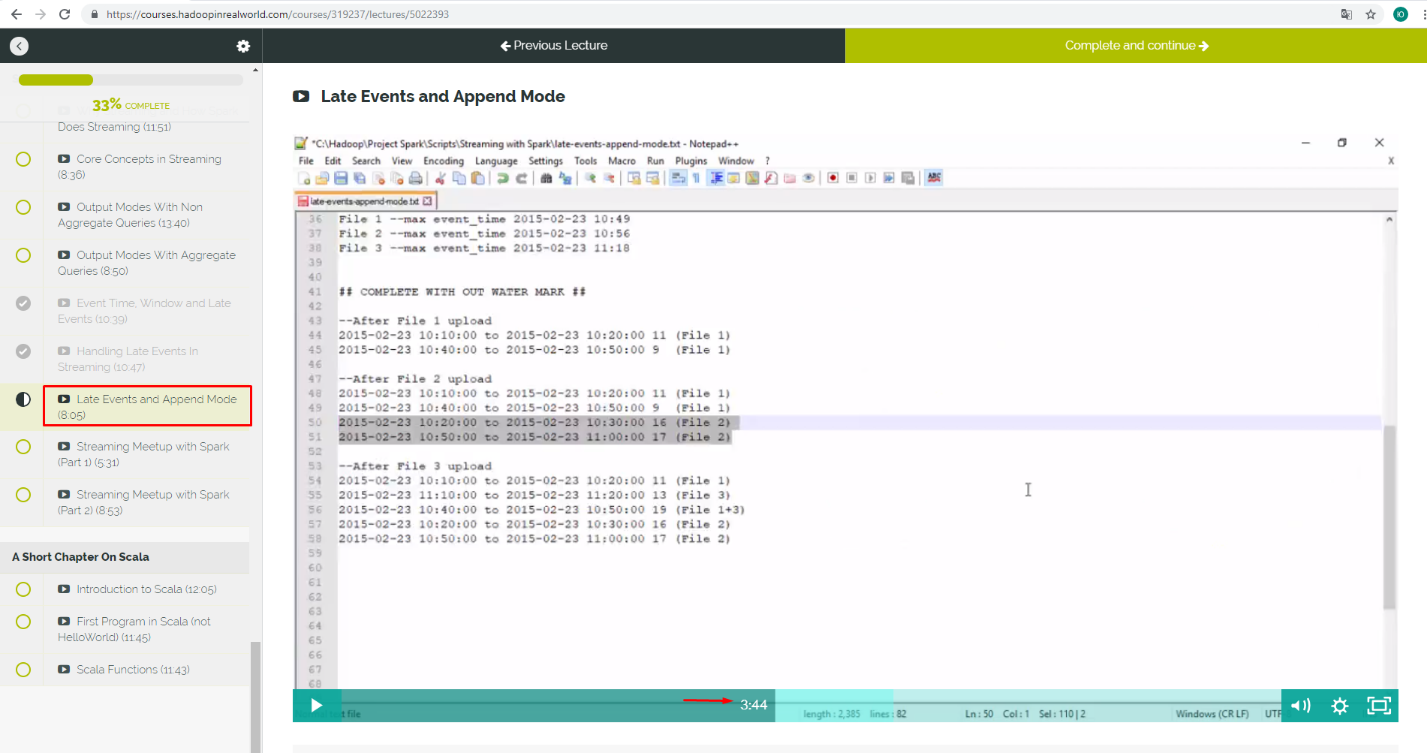 https://courses.hadoopinrealworld.com/courses/319237/lectures/5022393
IO
Previous Lecture
Complete and continue
33% COMPLETE
Does Streaming (11:51)
Core Concepts in Streaming
(8:36)
Output Modes With Non
Aggregate Queries (13:40)
Output Modes With Aggregate
Queries (8:50)
Event Time, Window and Late
Events (10:39)
Handling Late Events In
Streaming (10:47)
Late Events and Append Mode
(8:05)
Streaming Meetup with Spark
(Part 1) (5:31)
Streaming Meetup with Spark
(Part 2) (8:53)
A Short Chapter On Scala
Introduction to Scala (12:05)
First Program in Scala (not
HelloWorld) (11:45)
Scala Functions (11:43)
Late Events and Append Mode
*C:\Hadoop\Project Spark\Scripts\Streaming with Spark\late-events-append-mode.txt - Notepad++
File Edit Search View Encoding Language Settings Tools Macro Run Plugins Window ?
X
late-events-append-mode.txt
36 File 1 --max event_time 2015-02-23 10:49
37 File 2 --max event_time 2015-02-23 10:56
38 File 3 --max event_time 2015-02-23 11:18
39
40
41 ## COMPLETE WITH OUT WATER MARK ##
42
43 --After File 1 upload
44 2015-02-23 10:10:00 to 2015-02-23 10:20:00 11 (File 1)
45 2015-02-23 10:40:00 to 2015-02-23 10:50:00 9 (File 1)
46
47 --After File 2 upload
48 2015-02-23 10:10:00 to 2015-02-23 10:20:00 11 (File 1)
49 2015-02-23 10:40:00 to 2015-02-23 10:50:00 9 (File 1)
50 2015-02-23 10:20:00 to 2015-02-23 10:30:00 16 (File 2)
51 2015-02-23 10:50:00 to 2015-02-23 11:00:00 17 (File 2)
52
53 --After File 3 upload
54 2015-02-23 10:10:00 to 2015-02-23 10:20:00 11 (File 1)
55 2015-02-23 11:10:00 to 2015-02-23 11:20:00 13 (File 3)
56 2015-02-23 10:40:00 to 2015-02-23 10:50:00 19 (File 1+3)
57 2015-02-23 10:20:00 to 2015-02-23 10:30:00 16 (File 2)
58 2015-02-23 10:50:00 to 2015-02-23 11:00:00 17 (File 2)
59
60
61
62
63
64
65
66
67
68
3:44
xt file
length : 2,385 lines : 82
Ln : 50 Col : 1 Sel : 110 | 2
Windows (CR LF)
UTF